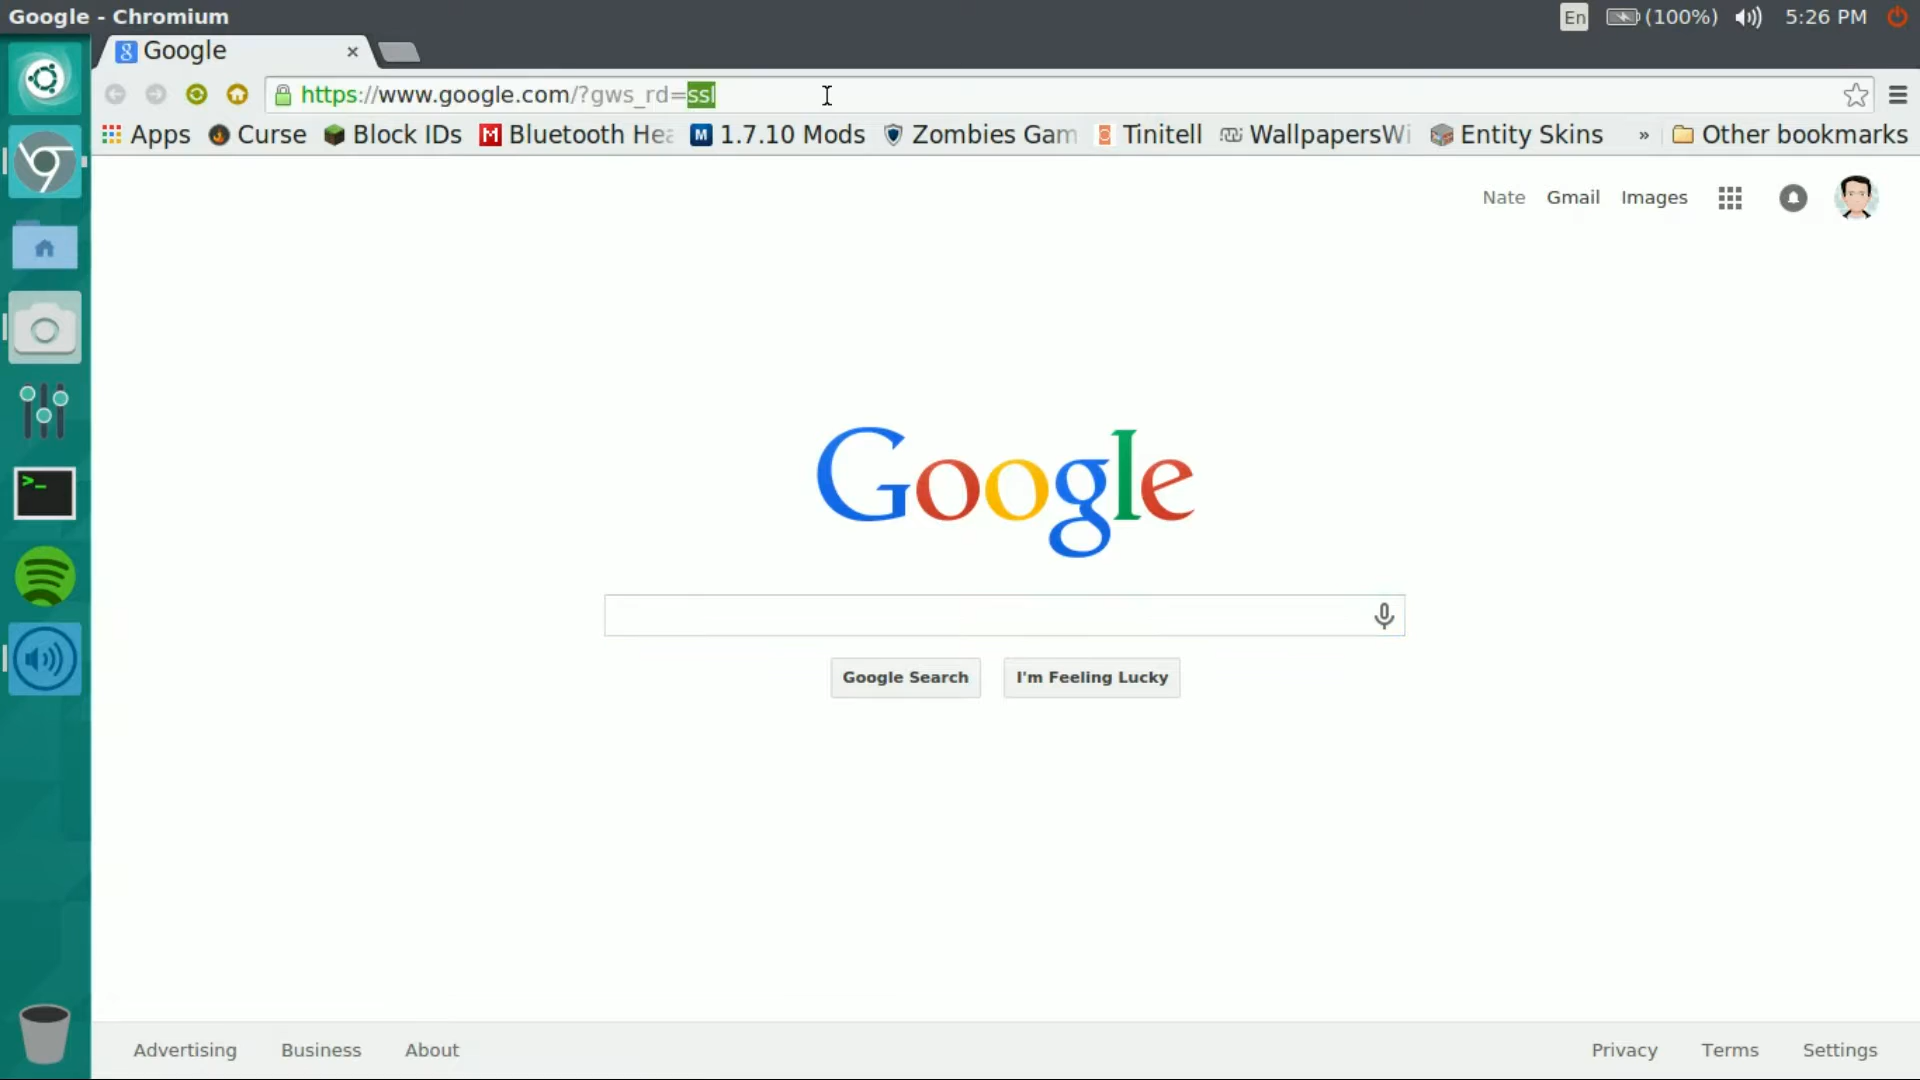 Google - Chromium
En (100%) 5:26 PM
Google
https://www.google.com/?gws_rd=ssl
Apps Curse Block IDs Bluetooth Hea 1.7.10 Mods Zombies Gam Tinitell WallpapersWi Entity Skins » Other bookmarks
Nate Gmail Images
Google
Google Search I'm Feeling Lucky
Advertising Business About Privacy Terms Settings